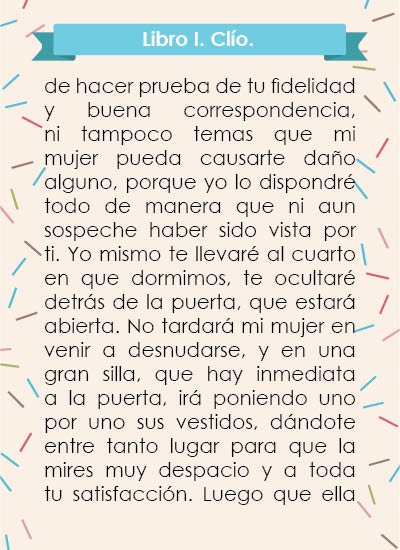 Libro I. Clío.
de hacer prueba de tu fidelidad
y buena correspondencia,
ni tampoco temas que mi
mujer pueda causarte daño
alguno, porque yo lo dispondré
todo de manera que ni aun
sospeche haber sido vista por
ti. Yo mismo te llevaré al cuarto
en que dormimos, te ocultaré
detrás de la puerta, que estará
abierta. No tardará mi mujer en
venir a desnudarse, y en una
gran silla, que hay inmediata
a la puerta, irá poniendo uno
por uno sus vestidos, dándote
entre tanto lugar para que la
mires muy despacio y a toda
tu satisfacción. Luego que ella